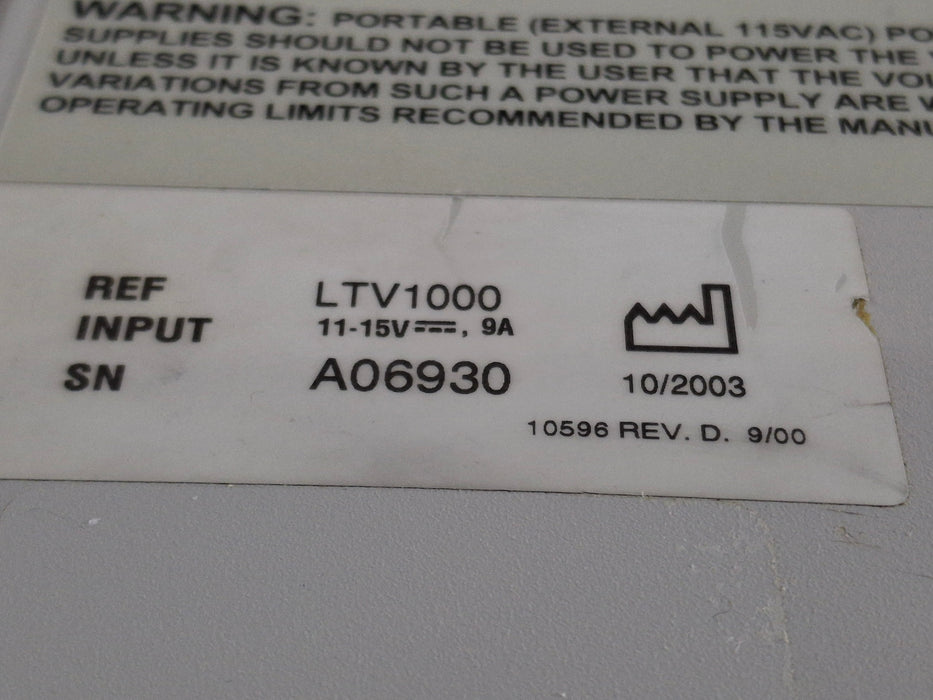 WARNING: PORTABLE (EXTERNAL 115VAC)
SUPPLIES SHOULD NOT BE USED TO POWER THE
UNLESS IT IS KNOWN BY THE USER THAT THE
VARIATIONS FROM SUCH A POWER SUPPLY ARE
OPERATING LIMITS RECOMMENDED BY THE
REF LTV1000
INPUT 11-15V⎓, 9A
SN A06930
10/2003
10596 REV. D. 9/00